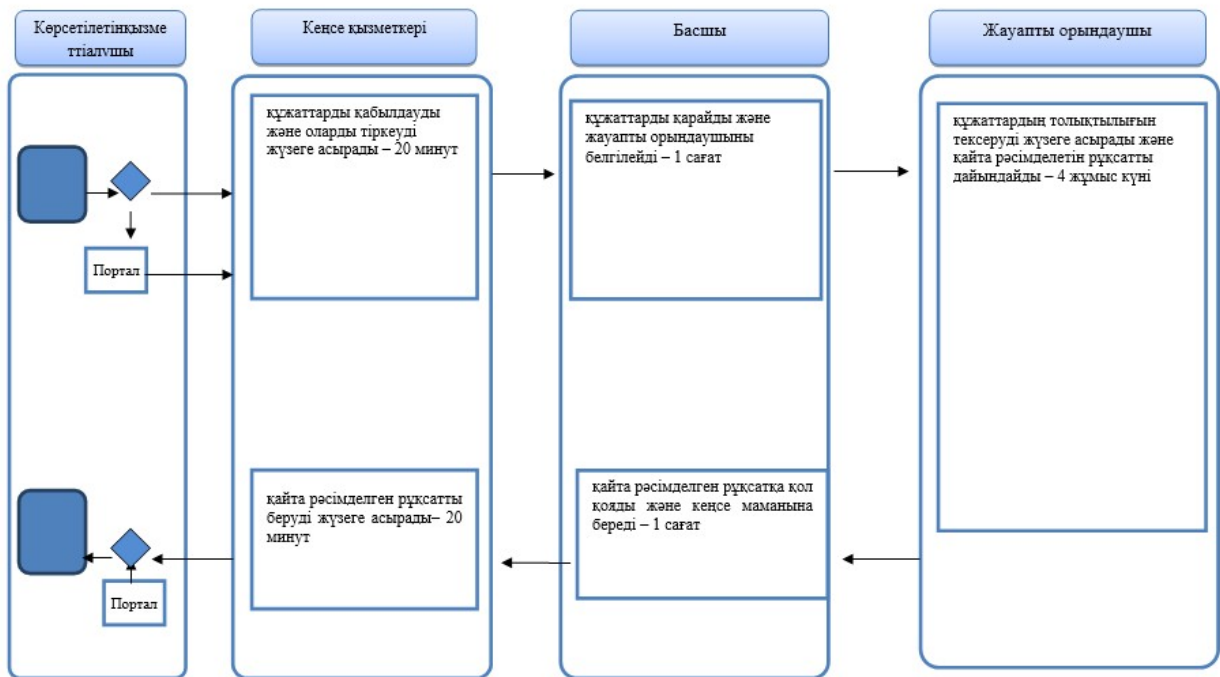 Көрсетілетінқызме
ттіалушы
Кеңсе қызметкері
Басшы
Жауапты орындаушы
құжаттарды қабылдауды
және оларды тіркеуді
жүзеге асырады – 20 минут
құжаттарды қарайды және
жауапты орындаушыны
белгілейді – 1 сағат
құжаттардың толықтылығын
тексеруді жүзеге асырады және
қайта рәсімделетін рұқсатты
дайындайды – 4 жұмыс күні
Портал
қайта рәсімделген рұқсатты
беруді жүзеге асырады– 20
минут
қайта рәсімделген рұқсатқа қол
қояды және кеңсе маманына
береді – 1 сағат
Портал